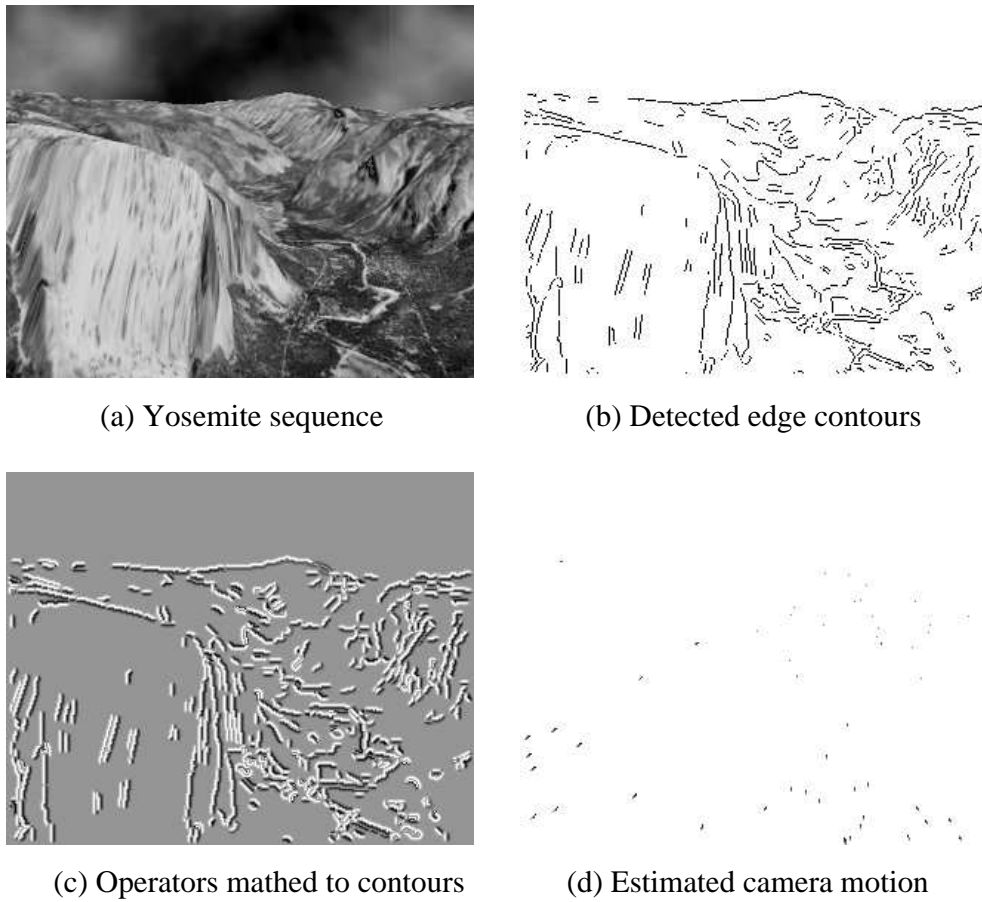 (a) Yosemite sequence
(b) Detected edge contours
(c) Operators mathed to contours
(d) Estimated camera motion